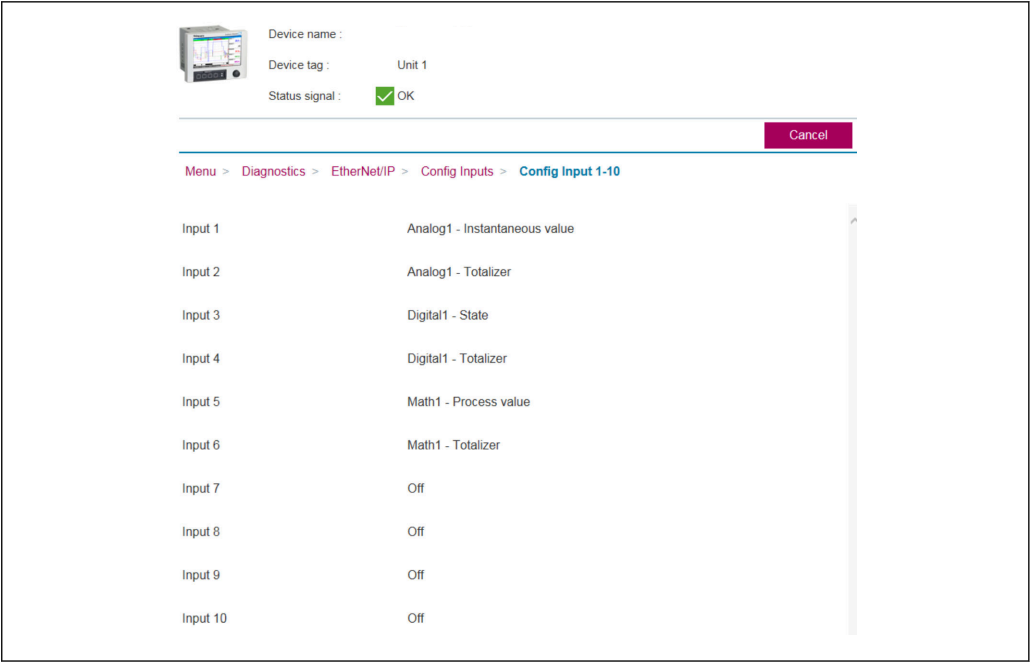 Device name :
Device tag : Unit 1
Status signal : OK
Cancel
Menu > Diagnostics > EtherNet/IP > Config Inputs > Config Input 1-10
Input 1 Analog1 - Instantaneous value
Input 2 Analog1 - Totalizer
Input 3 Digital1 - State
Input 4 Digital1 - Totalizer
Input 5 Math1 - Process value
Input 6 Math1 - Totalizer
Input 7 Off
Input 8 Off
Input 9 Off
Input 10 Off